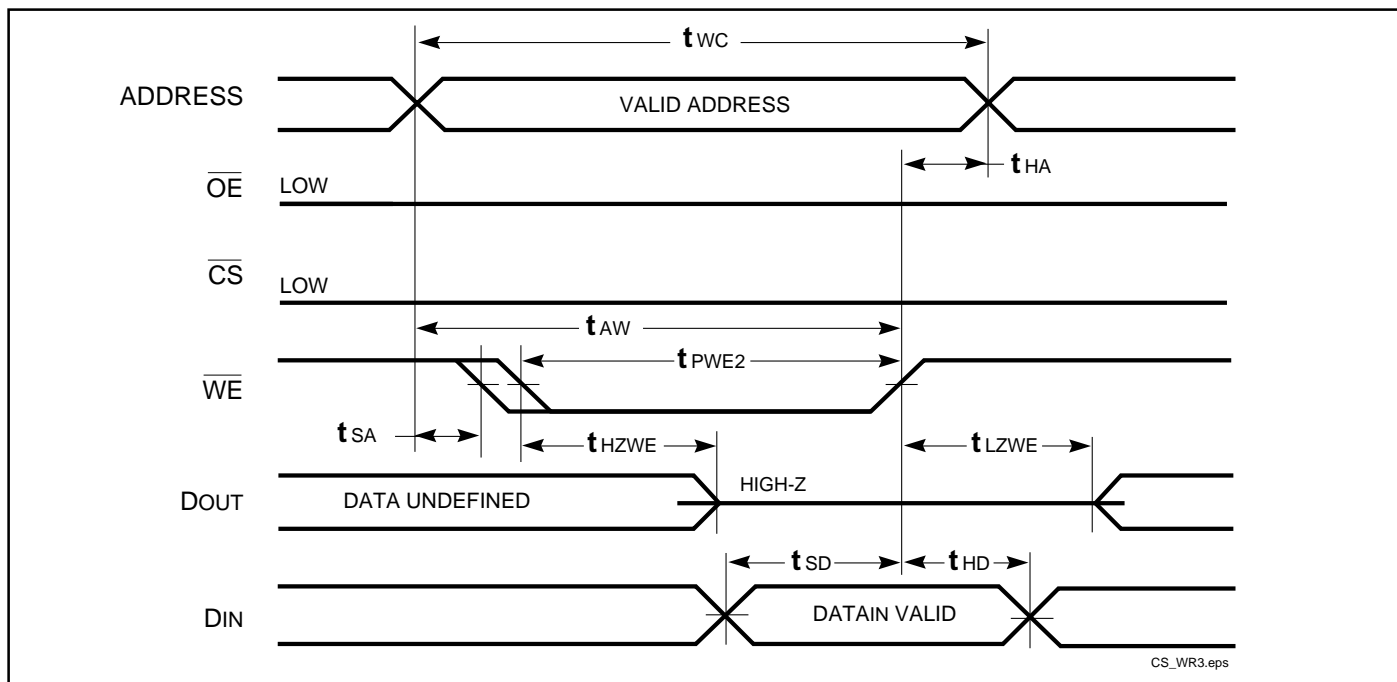 t WC
ADDRESS
VALID ADDRESS
t HA
OE
LOW
CS
LOW
t AW
t PWE2
WE
t SA
t HZWE
t LZWE
DOUT
DATA UNDEFINED
HIGH-Z
t SD
t HD
DIN
DATAIN VALID
CS_WR3.eps